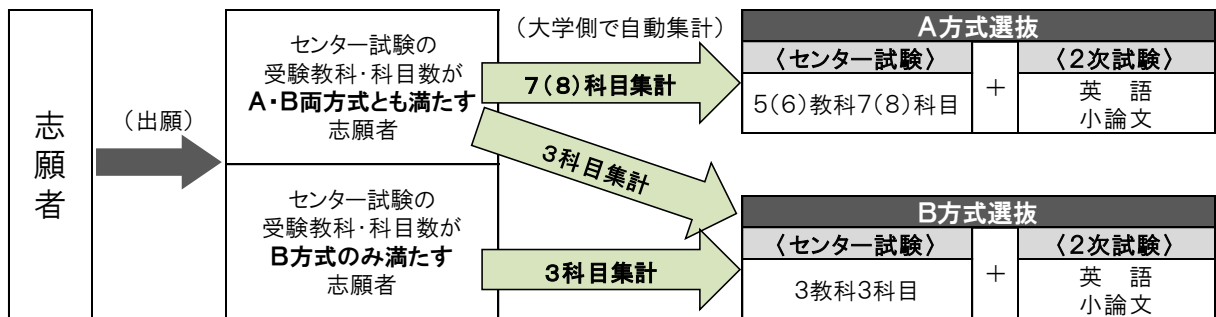 志願者
（出願）
センター試験の
受験教科・科目数が
A・B両方式とも満たす
志願者
センター試験の
受験教科・科目数が
B方式のみ満たす
志願者
（大学側で自動集計）
7（8）科目集計
3科目集計
3科目集計
A方式選抜
〈センター試験〉
5（6）教科7（8）科目
＋
〈2次試験〉
英　語
小論文
B方式選抜
〈センター試験〉
3教科3科目
＋
〈2次試験〉
英　語
小論文